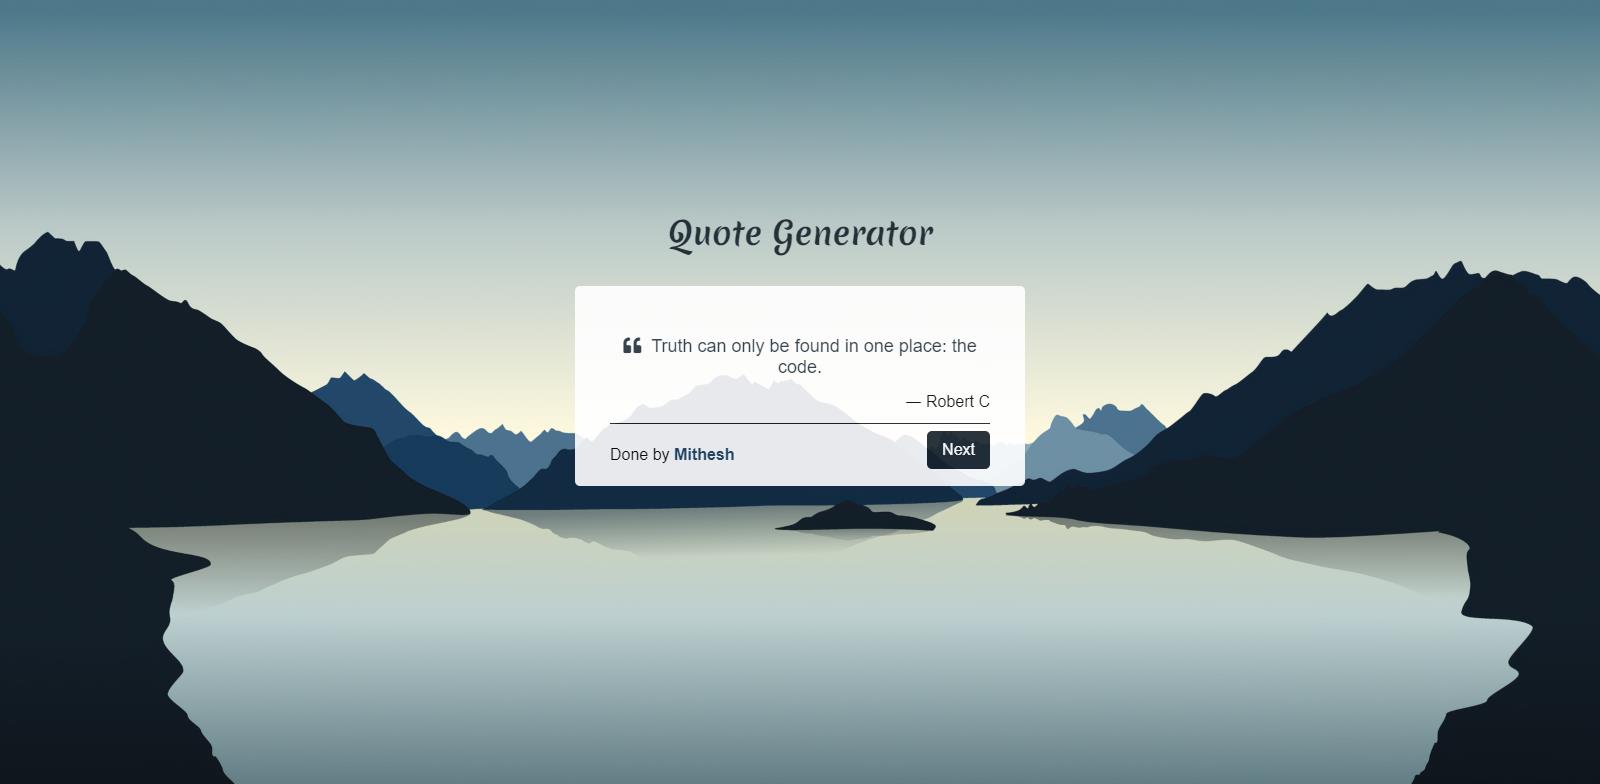 Quote Generator
❝ Truth can only be found in one place: the
code.
— Robert C
Done by Mithesh
Next